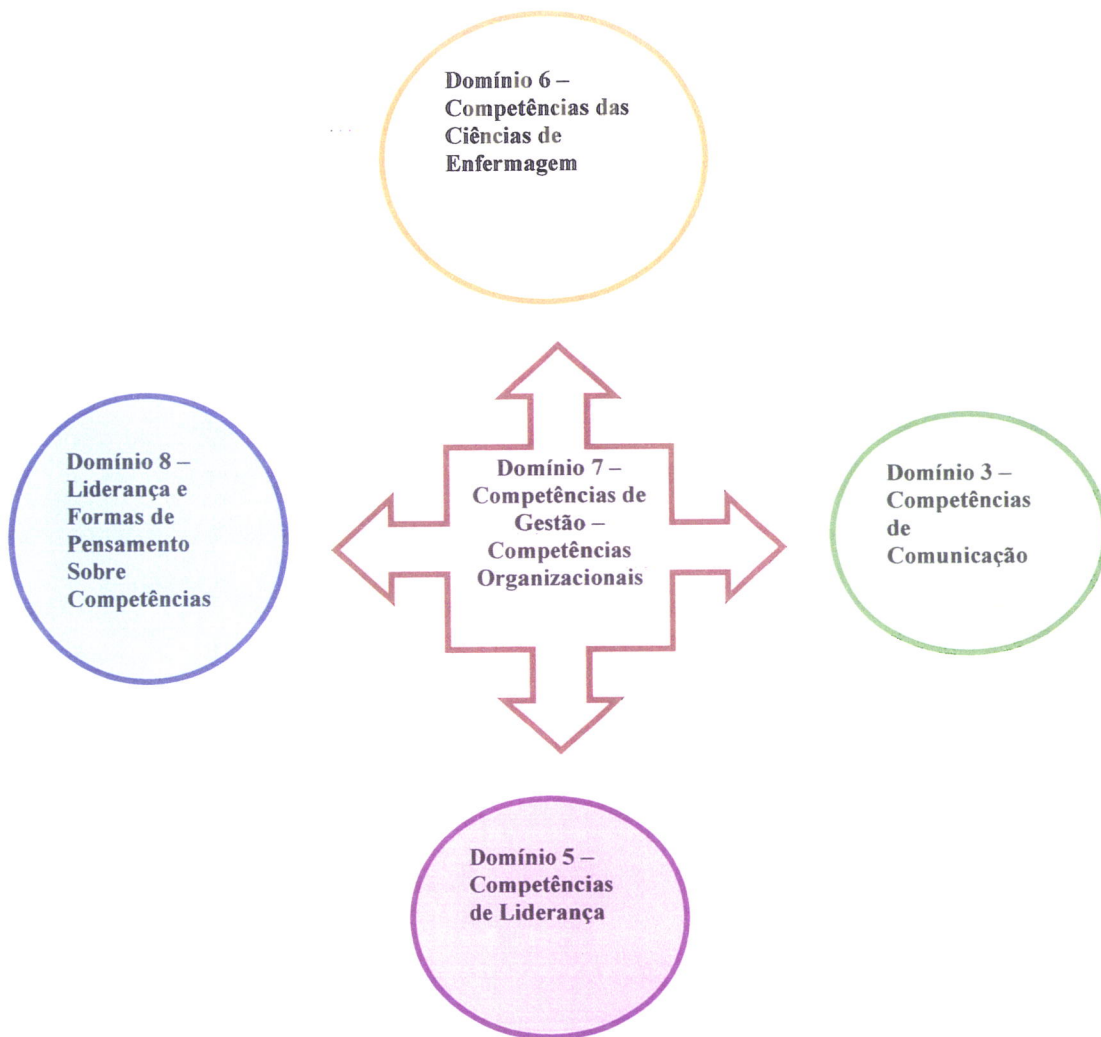 Domínio 6 –
Competências das
Ciências de
Enfermagem
Domínio 8 –
Liderança e
Formas de
Pensamento
Sobre
Competências
Domínio 7 –
Competências de
Gestão –
Competências
Organizacionais
Domínio 3 –
Competências
de
Comunicação
Domínio 5 –
Competências
de Liderança